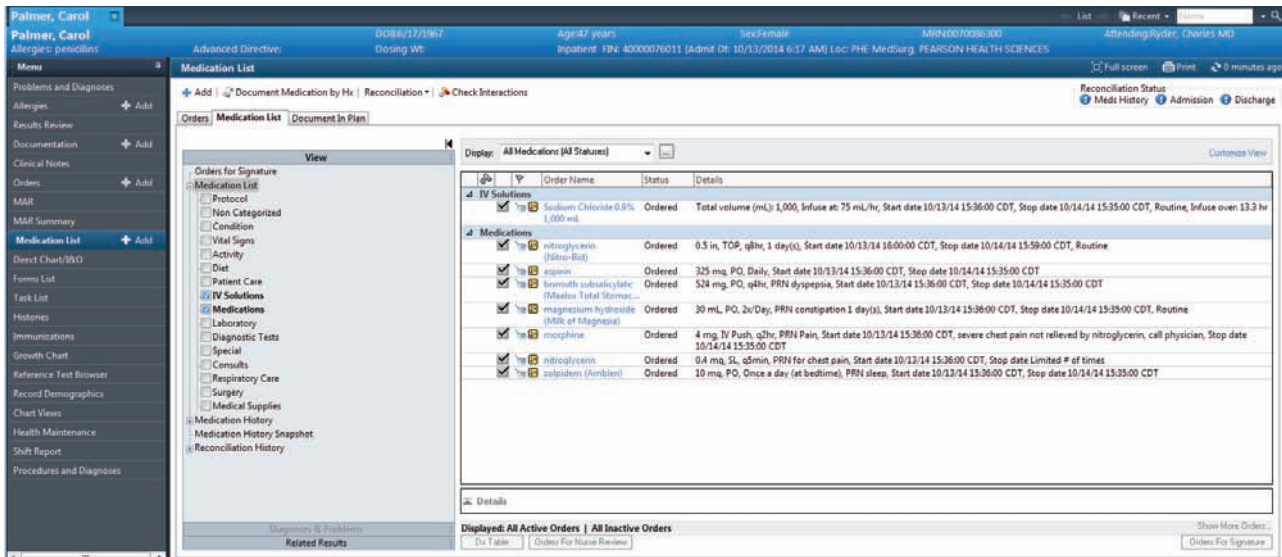 Palmer, Carol
List Recent Name
Palmer, Carol DOB:6/17/1967 Age:47 years Sex:Female MRN:0070086300 Attending:Ryder, Charles MD
Allergies: penicillins Advanced Directive: Dosing Wt: Inpatient FIN: 40000076011 [Admit Dt: 10/13/2014 6:17 AM] Loc: PHE MedSurg, PEARSON HEALTH SCIENCES
Menu
Problems and Diagnoses
Allergies Add
Results Review
Documentation Add
Clinical Notes
Orders Add
MAR
MAR Summary
Medication List Add
Direct Chart/I&O
Forms List
Task List
Histories
Immunizations
Growth Chart
Reference Text Browser
Record Demographics
Chart Views
Health Maintenance
Shift Report
Procedures and Diagnoses
Medication List Full screen Print 0 minutes ago
Add Document Medication by Hx Reconciliation Check Interactions
Reconciliation Status
Meds History Admission Discharge
Orders Medication List Document In Plan
View
Orders for Signature
Medication List
Protocol
Non Categorized
Condition
Vital Signs
Activity
Diet
Patient Care
IV Solutions
Medications
Laboratory
Diagnostic Tests
Special
Consults
Respiratory Care
Surgery
Medical Supplies
Medication History
Medication History Snapshot
Reconciliation History
Diagnoses & Problems
Related Results
Display: All Medications (All Statuses) ... Customize View
Order Name Status Details
IV Solutions
Sodium Chloride 0.9% Ordered Total volume (mL): 1,000, Infuse at: 75 mL/hr, Start date 10/13/14 15:36:00 CDT, Stop date 10/14/14 15:35:00 CDT, Routine, Infuse over: 13.3 hr
1,000 mL
Medications
nitroglycerin Ordered 0.5 in, TOP, q8hr, 1 day(s), Start date 10/13/14 16:00:00 CDT, Stop date 10/14/14 15:59:00 CDT, Routine
(Nitro-Bid)
aspirin Ordered 325 mg, PO, Daily, Start date 10/13/14 15:36:00 CDT, Stop date 10/14/14 15:35:00 CDT
bismuth subsalicylate Ordered 524 mg, PO, q4hr, PRN dyspepsia, Start date 10/13/14 15:36:00 CDT, Stop date 10/14/14 15:35:00 CDT
(Maalox Total Stomac...
magnesium hydroxide Ordered 30 mL, PO, 2x/Day, PRN constipation 1 day(s), Start date 10/13/14 15:36:00 CDT, Stop date 10/14/14 15:35:00 CDT, Routine
(Milk of Magnesia)
morphine Ordered 4 mg, IV Push, q2hr, PRN Pain, Start date 10/13/14 15:36:00 CDT, severe chest pain not relieved by nitroglycerin, call physician, Stop date
10/14/14 15:35:00 CDT
nitroglycerin Ordered 0.4 mg, SL, q5min, PRN for chest pain, Start date 10/13/14 15:36:00 CDT, Stop date Limited # of times
zolpidem (Ambien) Ordered 10 mg, PO, Once a day (at bedtime), PRN sleep, Start date 10/13/14 15:36:00 CDT, Stop date 10/14/14 15:35:00 CDT
Details
Displayed: All Active Orders | All Inactive Orders Show More Orders...
Dx Table Orders For Nurse Review Orders For Signature